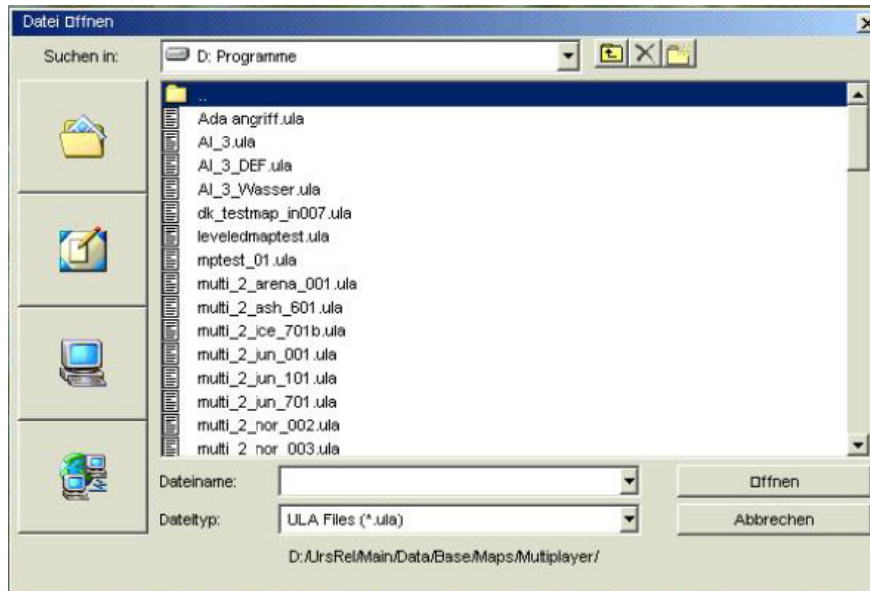 Datei □ffnen
Suchen in:
D: Programme
..
Ada angriff.ula
AI_3.ula
AI_3_DEF.ula
AI_3_Wasser.ula
dk_testmap_in007.ula
leveledmaptest.ula
mptest_01.ula
multi_2_arena_001.ula
multi_2_ash_601.ula
multi_2_ice_701b.ula
multi_2_jun_001.ula
multi_2_jun_101.ula
multi_2_jun_701.ula
multi_2_nor_002.ula
multi_2_nor_003.ula
Dateiname:
□ffnen
Dateityp:
ULA Files (*.ula)
Abbrechen
D:/UrsRel/Main/Data/Base/Maps/Multiplayer/